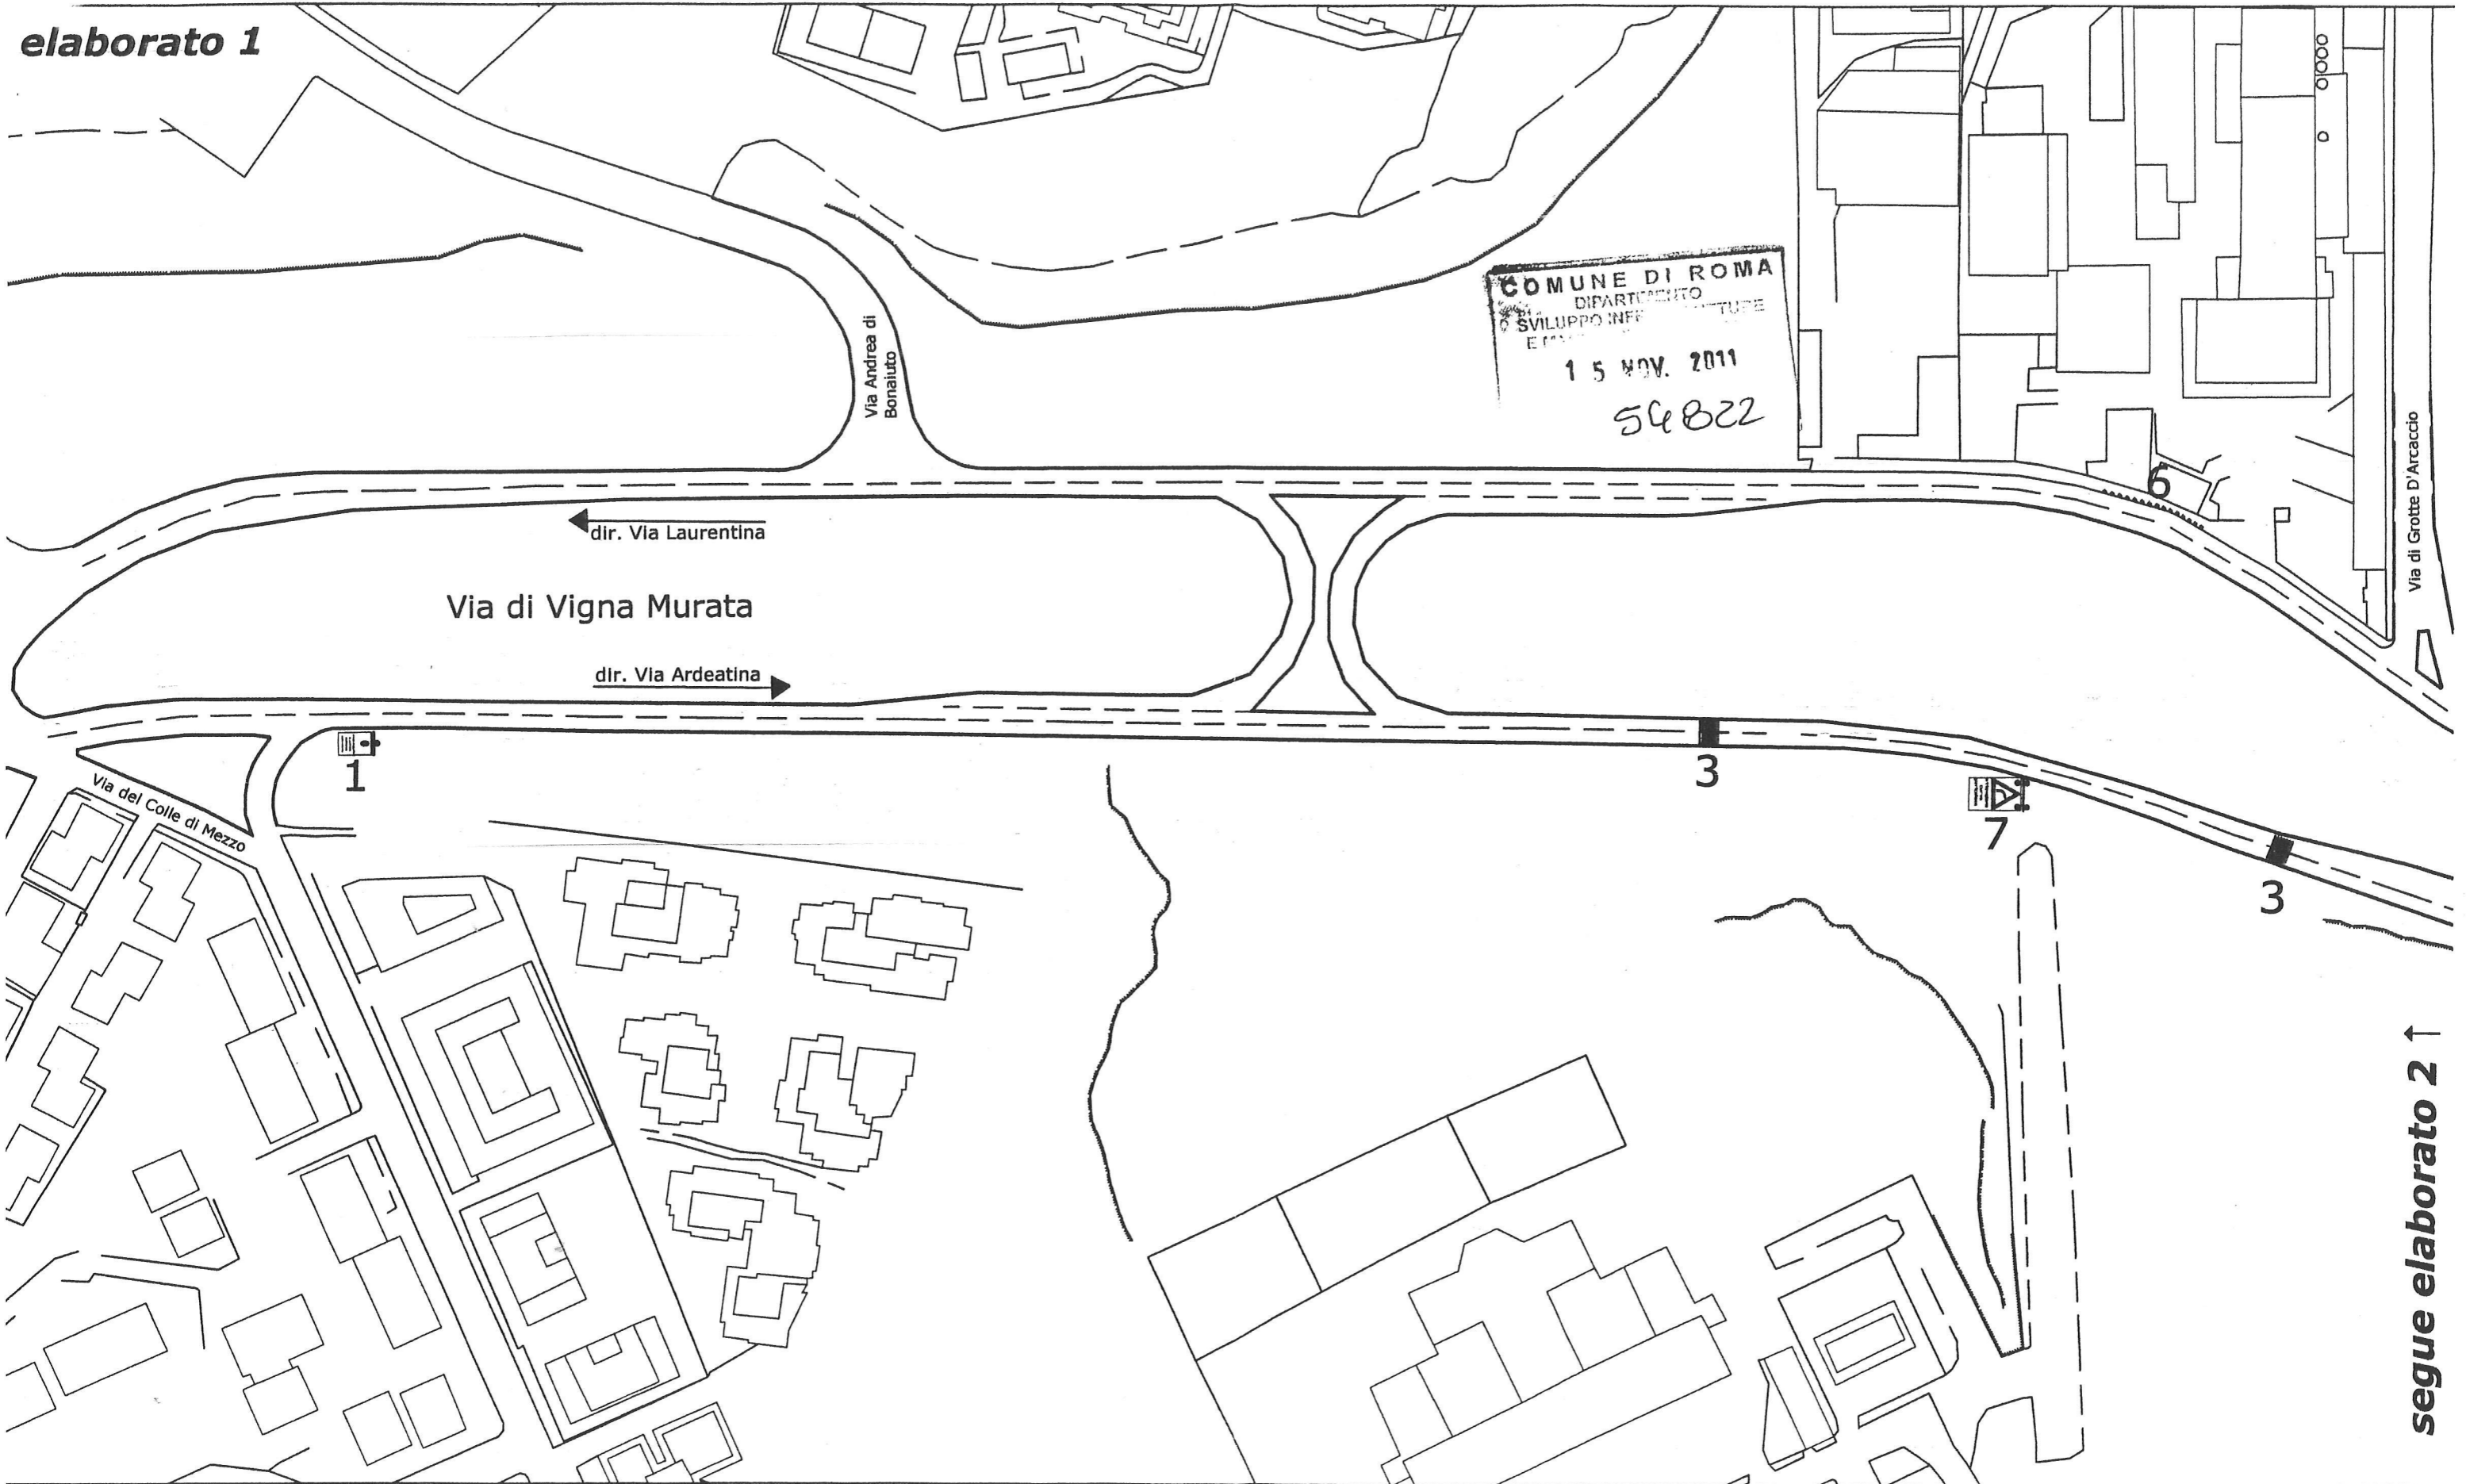 elaborato 1
COMUNE DI ROMA
DIPARTIMENTO
SVILUPPO
15 NOV. 2011
54822
Via Andrea di
Bonaiuto
6
Via di Grotte D'Arcaccio
dir. Via Laurentina
Via di Vigna Murata
dir. Via Ardeatina
1
3
7
3
Via del Colle di Mezzo
segue elaborato 2 ↑